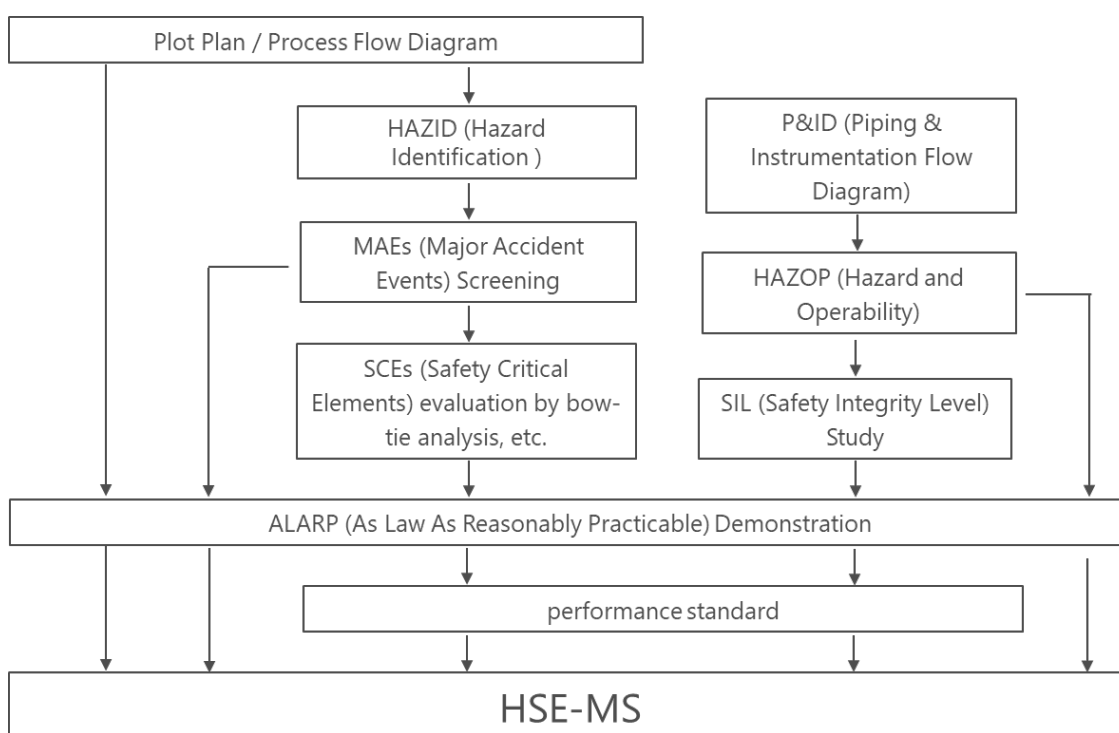 Plot Plan / Process Flow Diagram
HAZID (Hazard
Identification )
MAEs (Major Accident
Events) Screening
SCEs (Safety Critical
Elements) evaluation by bow-
tie analysis, etc.
P&ID (Piping &
Instrumentation Flow
Diagram)
HAZOP (Hazard and
Operability)
SIL (Safety Integrity Level)
Study
ALARP (As Law As Reasonably Practicable) Demonstration
performance standard
HSE-MS